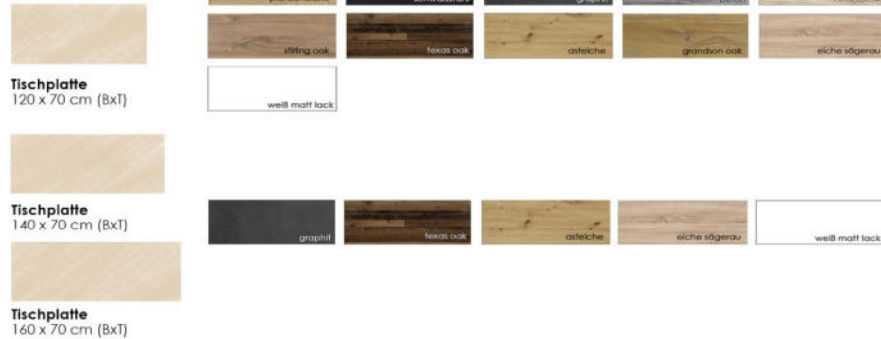 graphit
stirling oak
texas oak
asteiche
grandson oak
eiche sägerau
Tischplatte
120 x 70 cm (BxT)
weiß matt lack
Tischplatte
140 x 70 cm (BxT)
graphit
texas oak
asteiche
eiche sägerau
weiß matt lack
Tischplatte
160 x 70 cm (BxT)